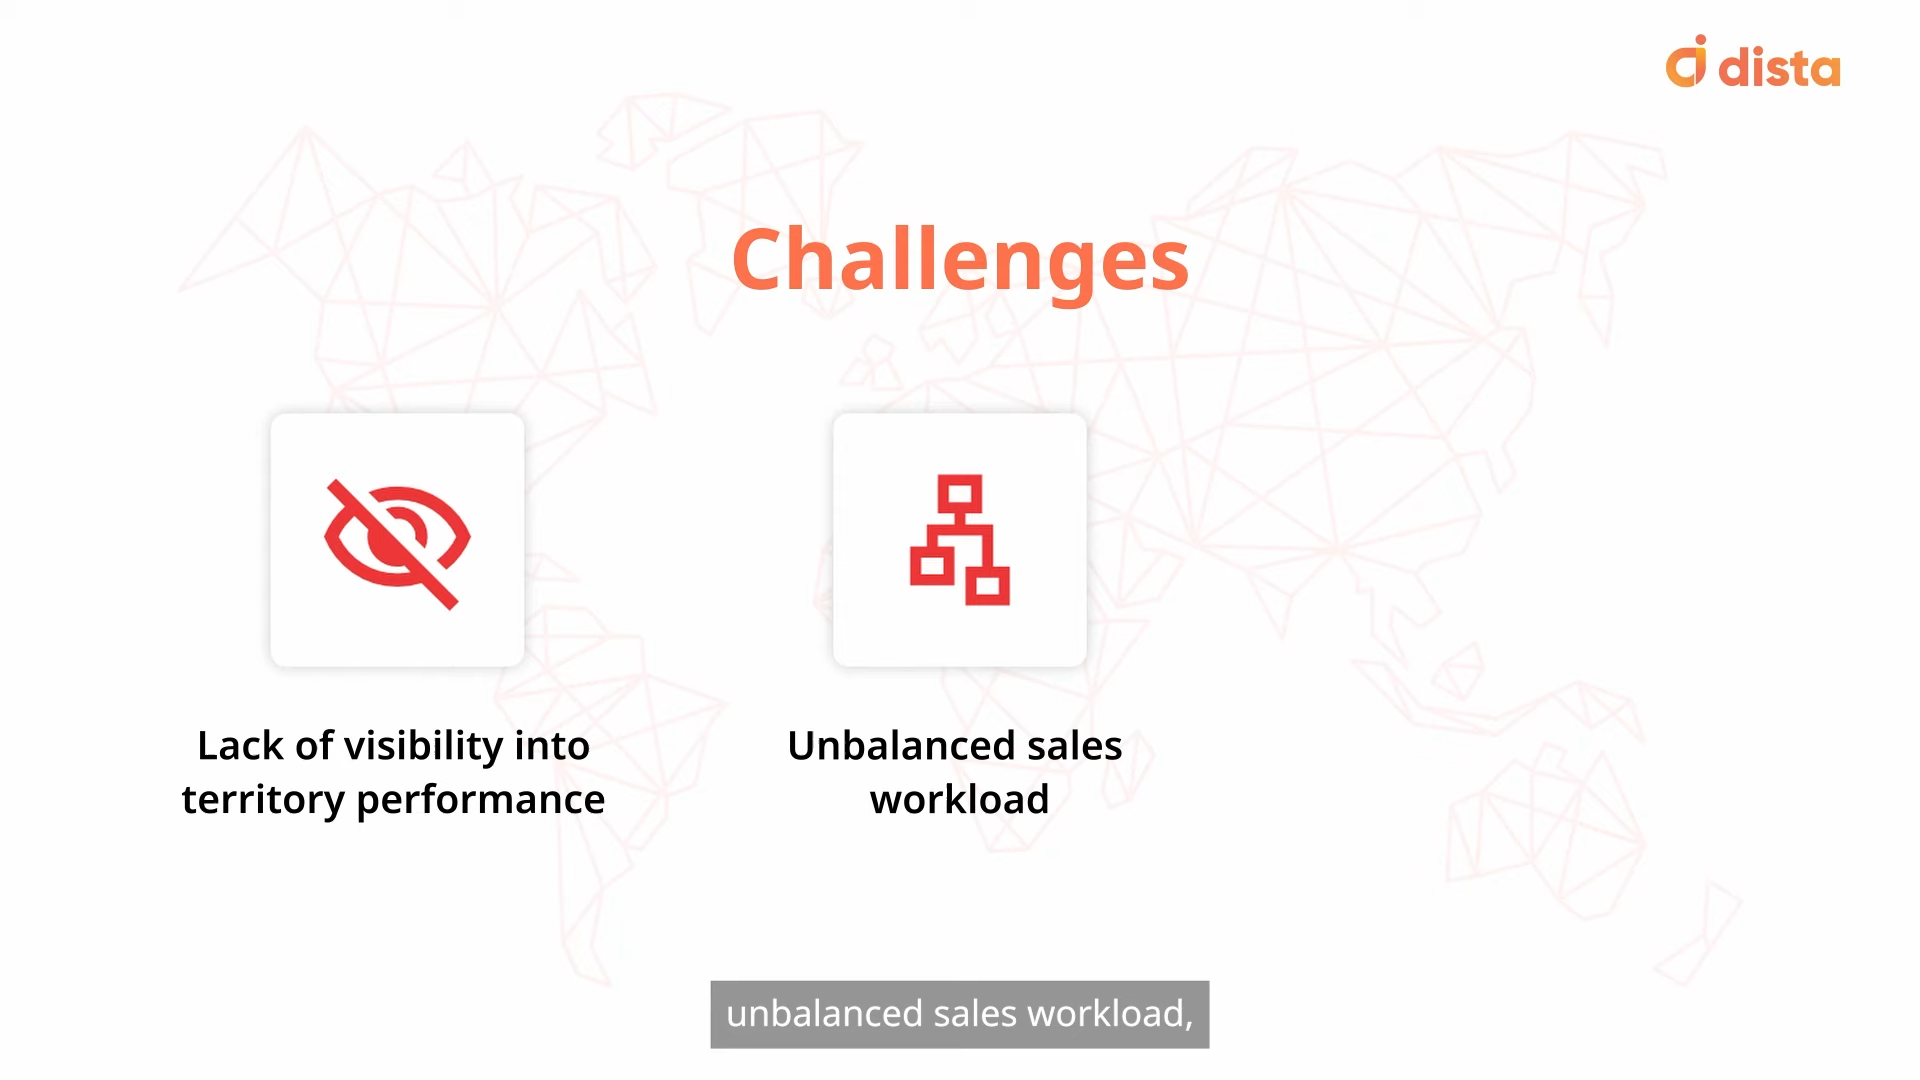 dista
Challenges
Lack of visibility into
territory performance
Unbalanced sales
workload
unbalanced sales workload,